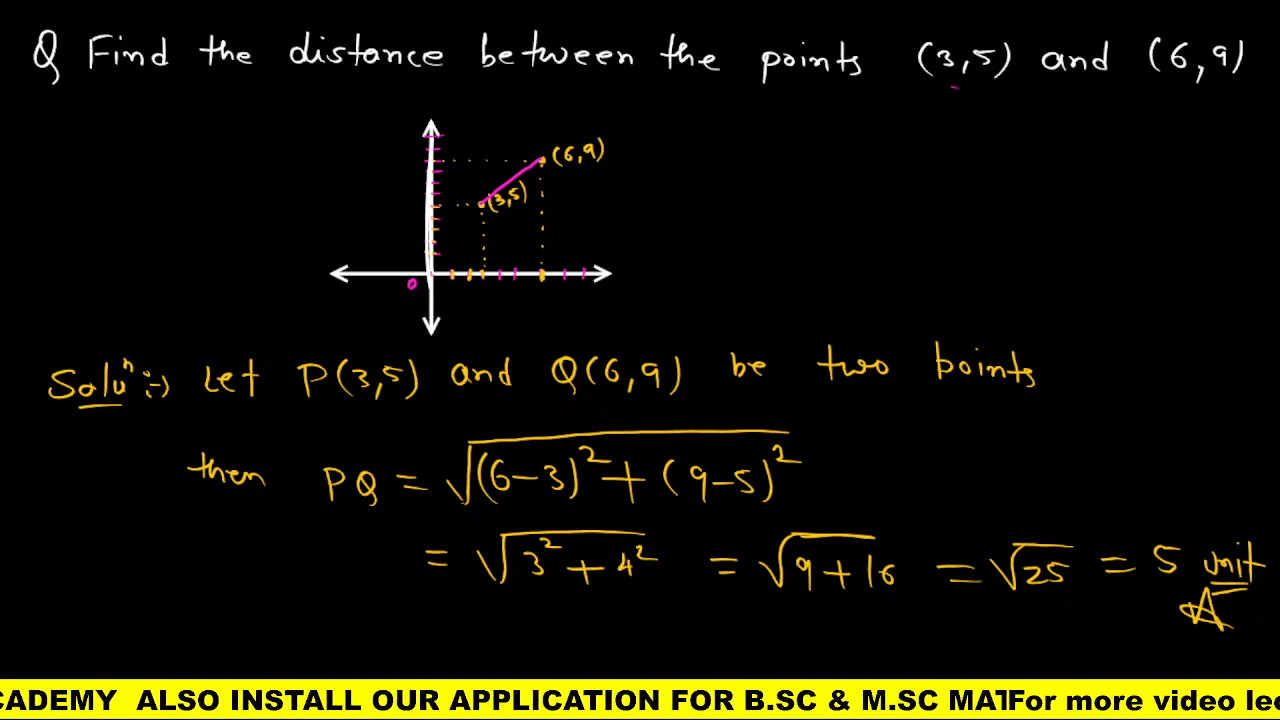 Q Find the distance between the points (3,5) and (6,9)
(6,9)
(3,5)
0
Soluⁿ:-) Let P(3,5) and Q(6,9) be two points
then PQ = √((6-3)²+(9-5)²)
= √(3²+4²) = √(9+16) = √25 = 5 unit
A
CADEMY ALSO INSTALL OUR APPLICATION FOR B.SC & M.SC MATFor more video lec